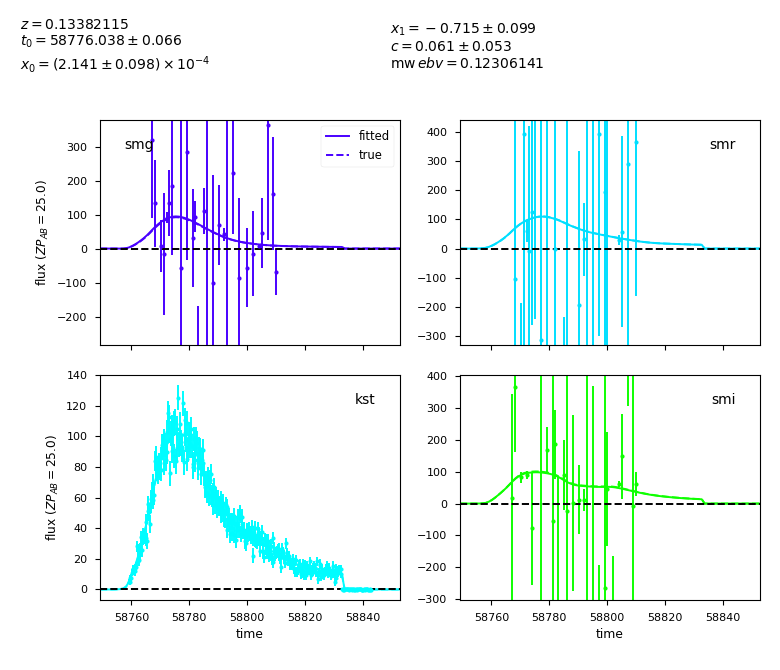 z = 0.13382115
t₀ = 58776.038 ± 0.066
x₀ = (2.141 ± 0.098) × 10⁻⁴
x₁ = −0.715 ± 0.099
c = 0.061 ± 0.053
mw ebv = 0.12306141
smg
fitted
true
300
200
100
0
−100
−200
flux (ZP_AB = 25.0)
smr
400
300
200
100
0
−100
−200
−300
kst
140
120
100
80
60
40
20
0
flux (ZP_AB = 25.0)
58760 58780 58800 58820 58840
time
smi
400
300
200
100
0
−100
−200
−300
58760 58780 58800 58820 58840
time